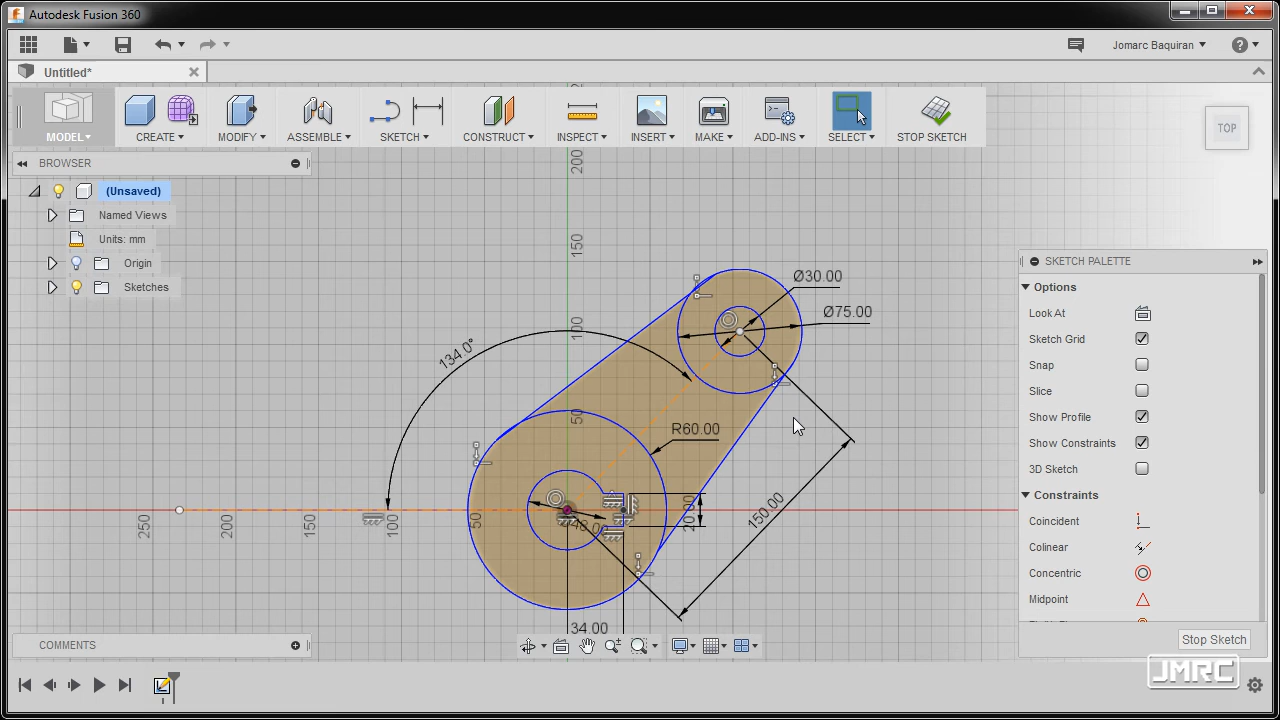 Autodesk Fusion 360
Jomarc Baquiran
Untitled*
MODEL
CREATE
MODIFY
ASSEMBLE
SKETCH
CONSTRUCT
INSPECT
INSERT
MAKE
ADD-INS
SELECT
STOP SKETCH
TOP
BROWSER
(Unsaved)
Named Views
Units: mm
Origin
Sketches
200
150
100
50
250
200
150
100
50
Ø30.00
Ø75.00
134.0°
R60.00
20.00
150.00
34.00
SKETCH PALETTE
Options
Look At
Sketch Grid
Snap
Slice
Show Profile
Show Constraints
3D Sketch
Constraints
Coincident
Colinear
Concentric
Midpoint
Stop Sketch
COMMENTS
JMRC